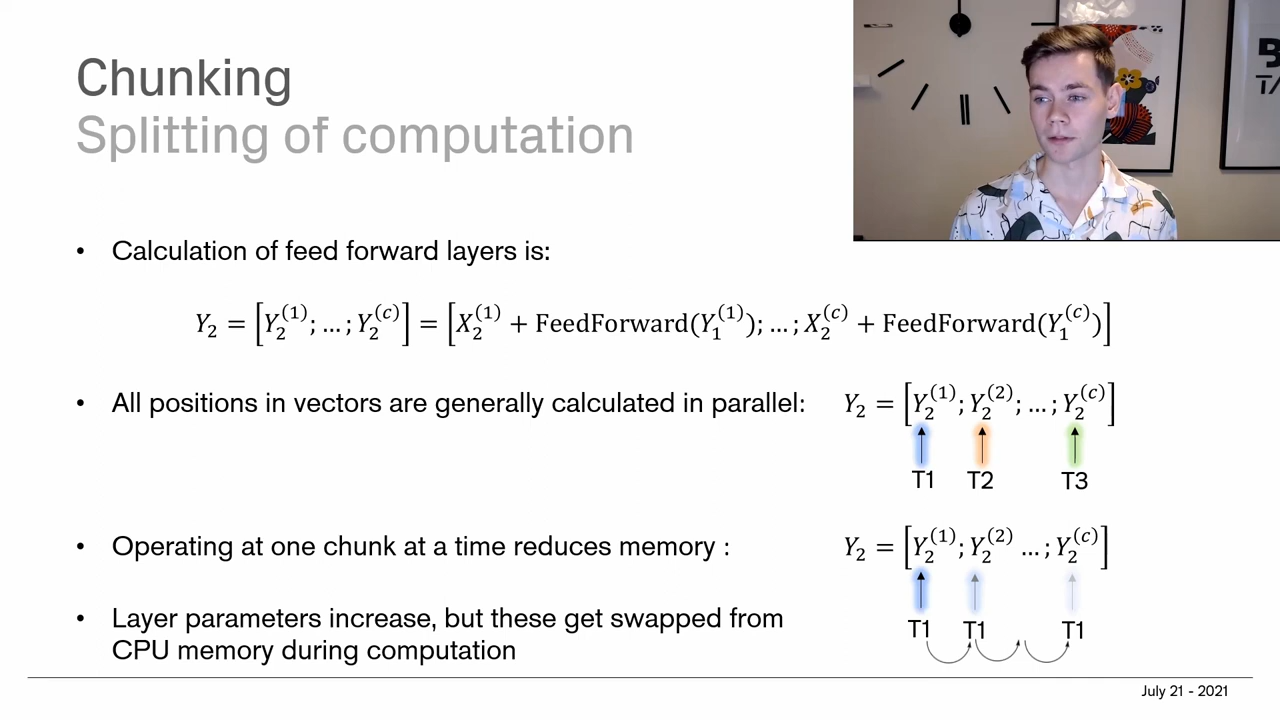 Chunking
Splitting of computation
• Calculation of feed forward layers is:
Y₂ = [Y₂⁽¹⁾; … ; Y₂⁽ᶜ⁾] = [X₂⁽¹⁾ + FeedForward(Y₁⁽¹⁾); … ; X₂⁽ᶜ⁾ + FeedForward(Y₁⁽ᶜ⁾)]
• All positions in vectors are generally calculated in parallel:
Y₂ = [Y₂⁽¹⁾; Y₂⁽²⁾; … ; Y₂⁽ᶜ⁾]
T1 T2 T3
• Operating at one chunk at a time reduces memory :
Y₂ = [Y₂⁽¹⁾; Y₂⁽²⁾ … ; Y₂⁽ᶜ⁾]
T1 T1 T1
• Layer parameters increase, but these get swapped from
CPU memory during computation
July 21 - 2021